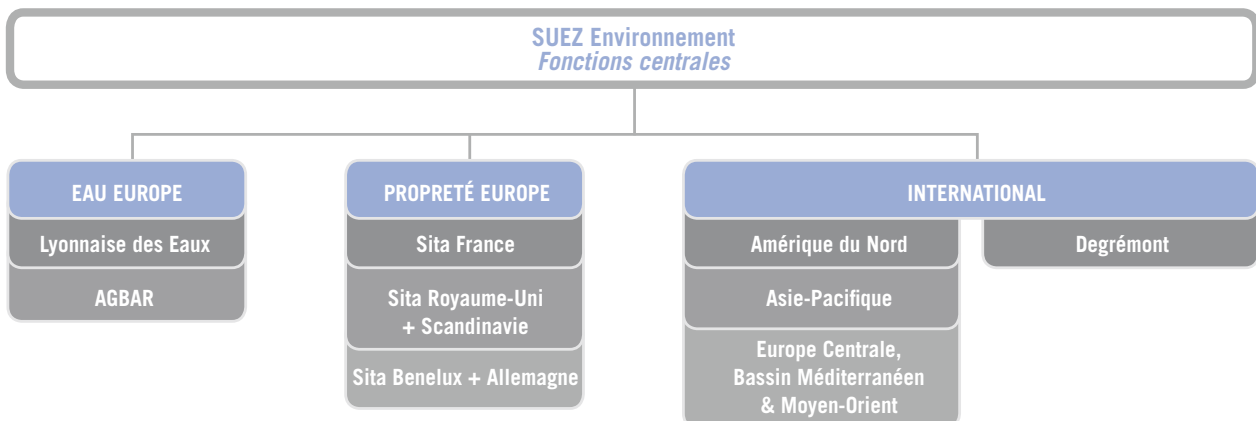 SUEZ Environnement
Fonctions centrales
EAU EUROPE
Lyonnaise des Eaux
AGBAR
PROPRETÉ EUROPE
Sita France
Sita Royaume-Uni
+ Scandinavie
Sita Benelux + Allemagne
INTERNATIONAL
Amérique du Nord
Asie-Pacifique
Europe Centrale,
Bassin Méditerranéen
& Moyen-Orient
Degrémont